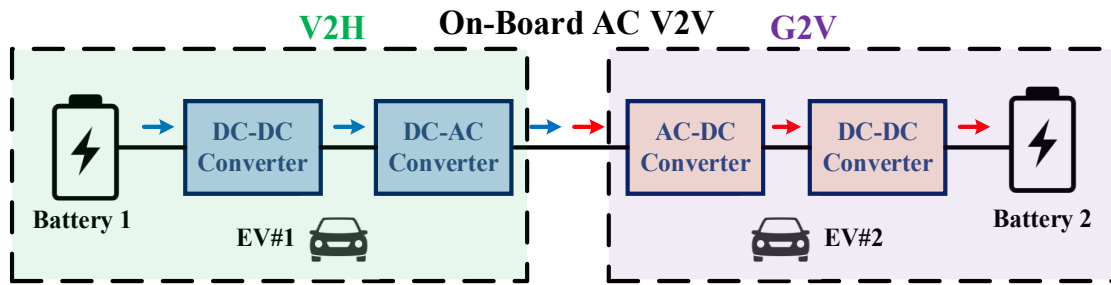 On-Board AC V2V
V2H
G2V
DC-DC
Converter
DC-AC
Converter
AC-DC
Converter
DC-DC
Converter
Battery 1
EV#1
EV#2
Battery 2